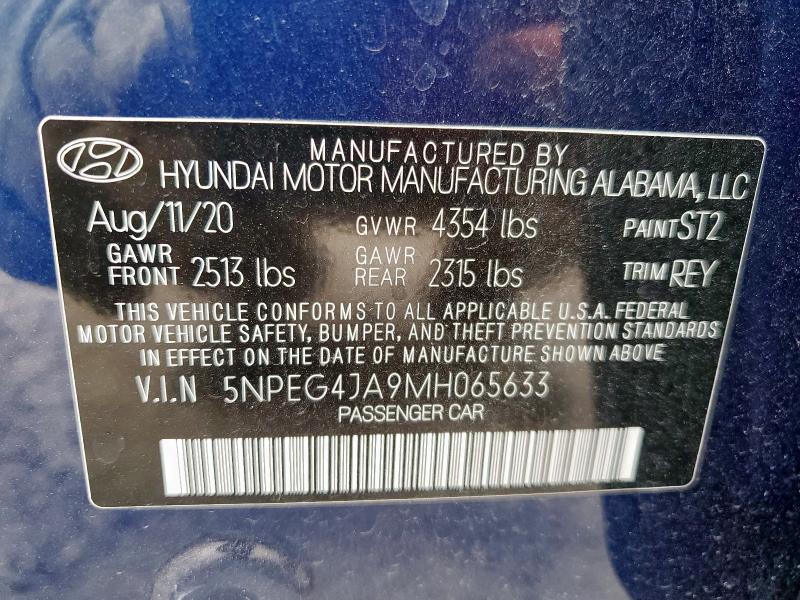 MANUFACTURED BY
HYUNDAI MOTOR MANUFACTURING ALABAMA, LLC
Aug/11/20 GVWR 4354 lbs PAINT ST2
GAWR FRONT 2513 lbs GAWR REAR 2315 lbs TRIM REY
THIS VEHICLE CONFORMS TO ALL APPLICABLE U.S.A. FEDERAL
MOTOR VEHICLE SAFETY, BUMPER, AND THEFT PREVENTION STANDARDS
IN EFFECT ON THE DATE OF MANUFACTURE SHOWN ABOVE
V.I.N 5NPEG4JA9MH065633
PASSENGER CAR